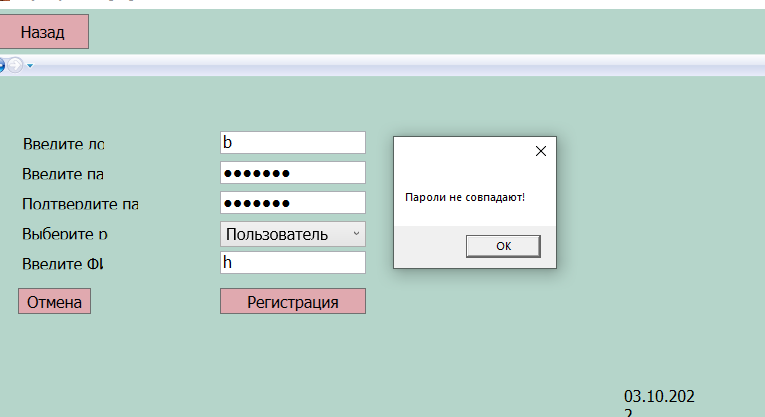 Назад
Введите ло
b
Введите па
●●●●●●●
Подтвердите па
●●●●●●●
Выберите р
Пользователь
Введите ФИ
h
Отмена
Регистрация
Пароли не совпадают!
OK
03.10.202
2